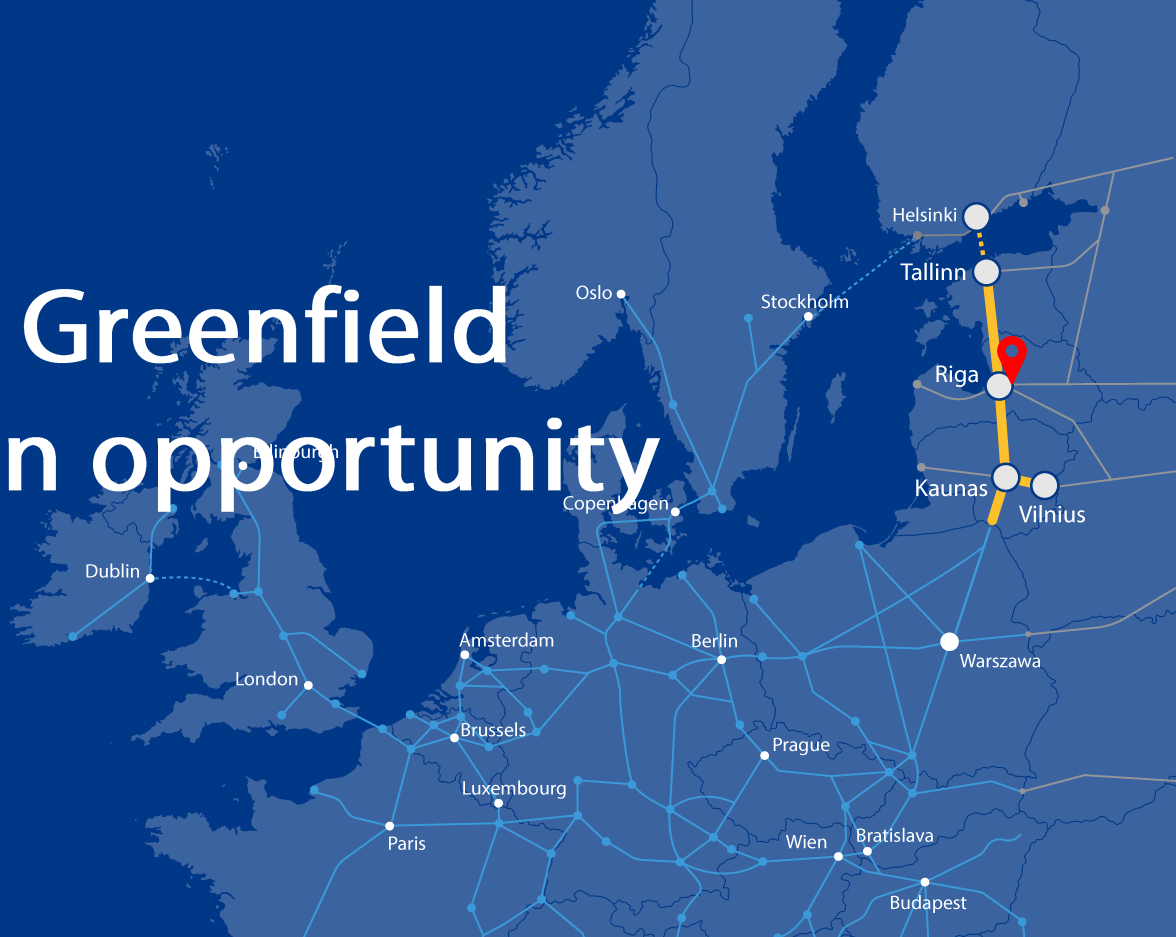 Helsinki
Tallinn
Oslo
Stockholm
Greenfield
Riga
n opportunity
Edinburgh
Copenhagen
Kaunas
Vilnius
Dublin
Amsterdam
Berlin
Warszawa
London
Brussels
Prague
Luxembourg
Paris
Wien
Bratislava
Budapest